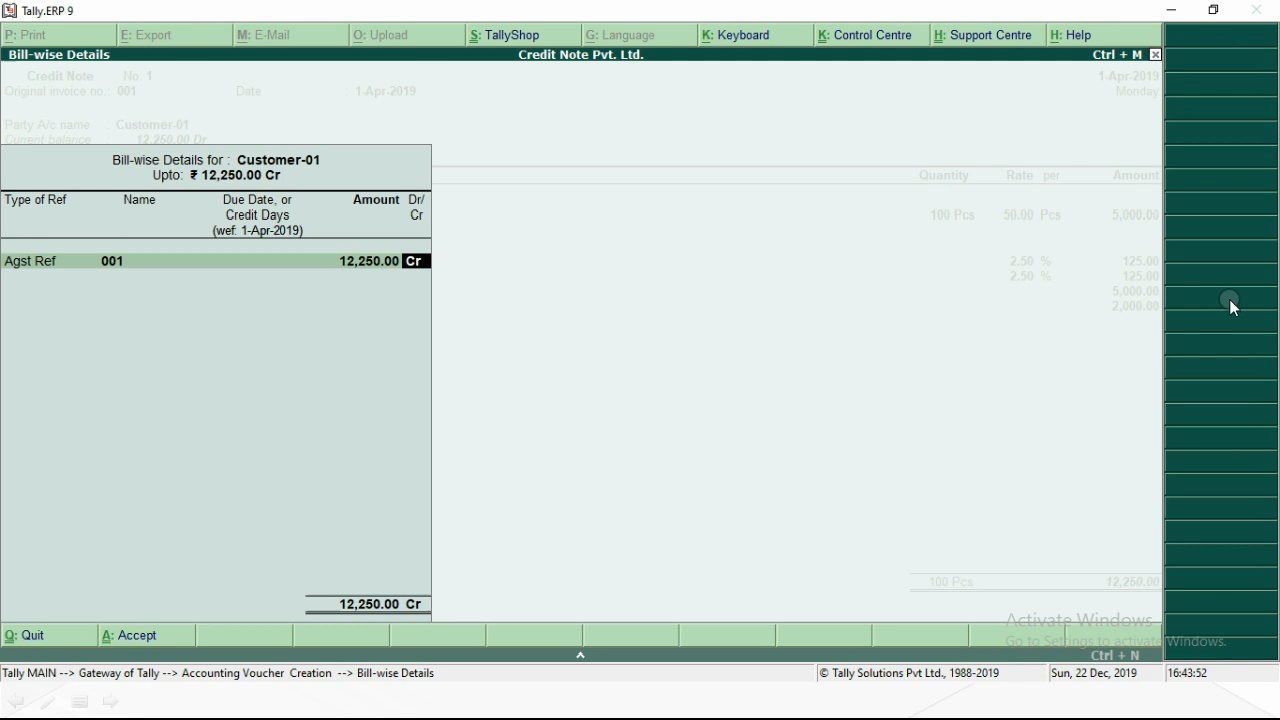 Tally.ERP 9
P: Print E: Export M: E-Mail O: Upload S: TallyShop G: Language K: Keyboard K: Control Centre H: Support Centre H: Help
Bill-wise Details Credit Note Pvt. Ltd. Ctrl + M
Credit Note No. 1 1-Apr-2019
Original invoice no.: 001 Date : 1-Apr-2019 Monday
Party A/c name : Customer-01
Current balance : 12,250.00 Dr
Bill-wise Details for : Customer-01
Upto: ₹ 12,250.00 Cr
Quantity Rate per Amount
Type of Ref Name Due Date, or Amount Dr/
Credit Days Cr
(wef. 1-Apr-2019)
100 Pcs 50.00 Pcs 5,000.00
Agst Ref 001 12,250.00 Cr
2.50 % 125.00
2.50 % 125.00
5,000.00
2,000.00
100 Pcs 12,250.00
12,250.00 Cr
Activate Windows
Go to Settings to activate Windows.
Q: Quit A: Accept
Ctrl + N
Tally MAIN --> Gateway of Tally --> Accounting Voucher Creation --> Bill-wise Details © Tally Solutions Pvt Ltd., 1988-2019 Sun, 22 Dec, 2019 16:43:52